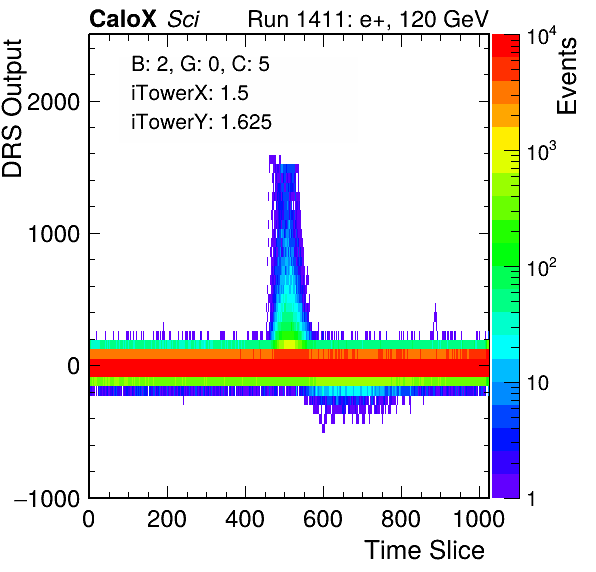 CaloX Sci Run 1411: e+, 120 GeV
B: 2, G: 0, C: 5
iTowerX: 1.5
iTowerY: 1.625
DRS Output
2000
1000
0
−1000
0 200 400 600 800 1000
Time Slice
Events
10^4
10^3
10^2
10
1